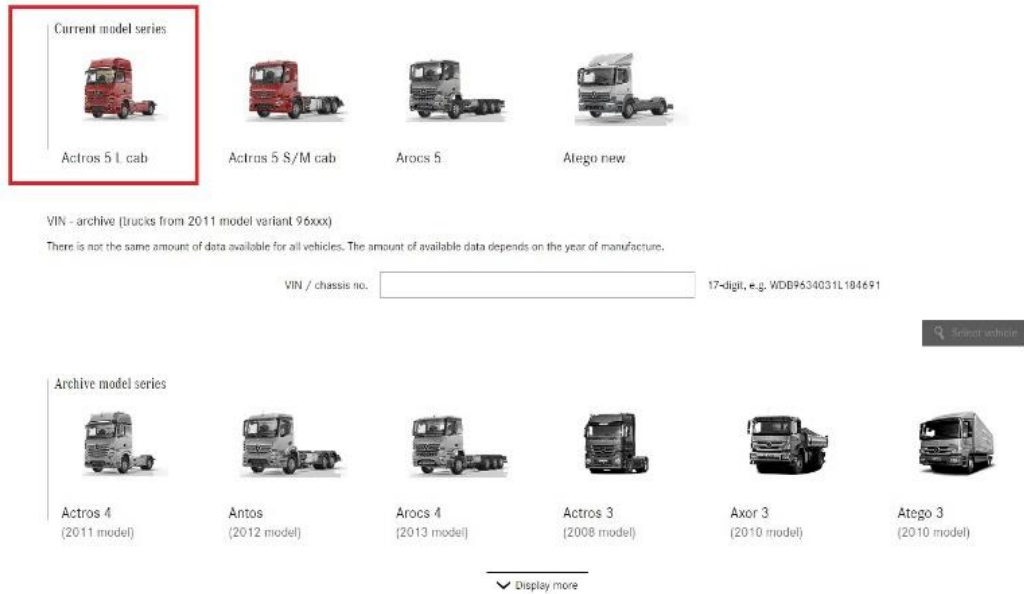 Current model series
Actros 5 L cab
Actros 5 S/M cab
Arocs 5
Atego new
VIN - archive (trucks from 2011 model variant 96xxx)
There is not the same amount of data available for all vehicles. The amount of available data depends on the year of manufacture.
VIN / chassis no.
17-digit, e.g. WDB9634031L184691
Select vehicle
Archive model series
Actros 4
(2011 model)
Antos
(2012 model)
Arocs 4
(2013 model)
Actros 3
(2008 model)
Axor 3
(2010 model)
Atego 3
(2010 model)
Display more